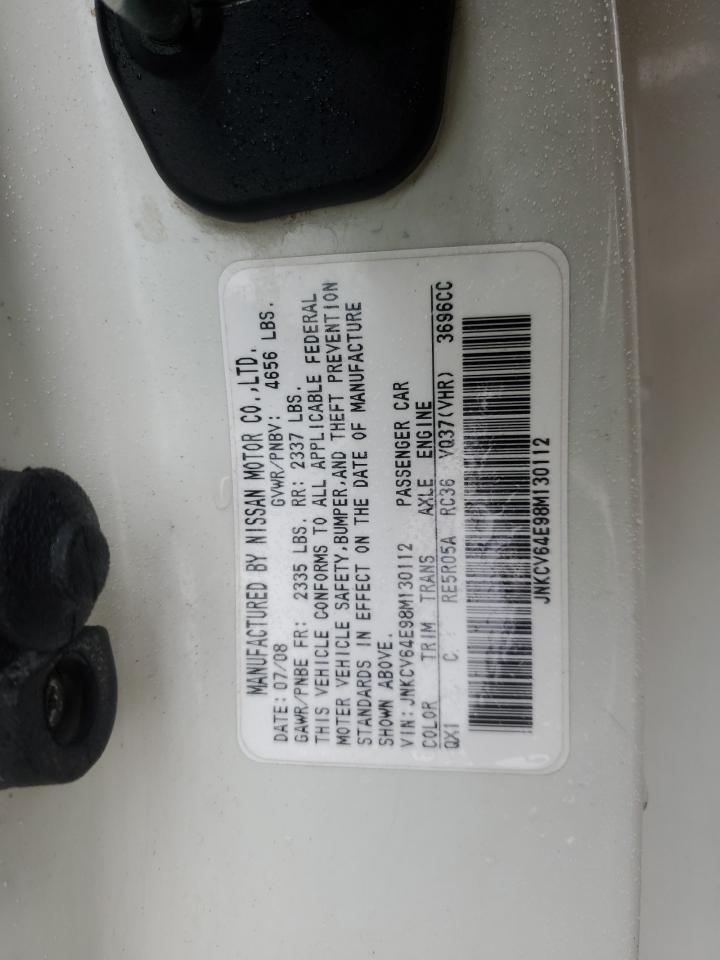 MANUFACTURED BY NISSAN MOTOR CO.,LTD.
DATE: 07/08 GVWR/PNBV: 4656 LBS.
GAWR/PNBE FR: 2335 LBS. RR: 2337 LBS.
THIS VEHICLE CONFORMS TO ALL APPLICABLE FEDERAL
MOTER VEHICLE SAFETY,BUMPER,AND THEFT PREVENTION
STANDARDS IN EFFECT ON THE DATE OF MANUFACTURE
SHOWN ABOVE.
VIN:JNKCV64E98M130112 PASSENGER CAR
COLOR TRIM TRANS AXLE ENGINE
QX1 C RE5R05A RC36 VQ37(VHR) 3696CC
JNKCV64E98M130112